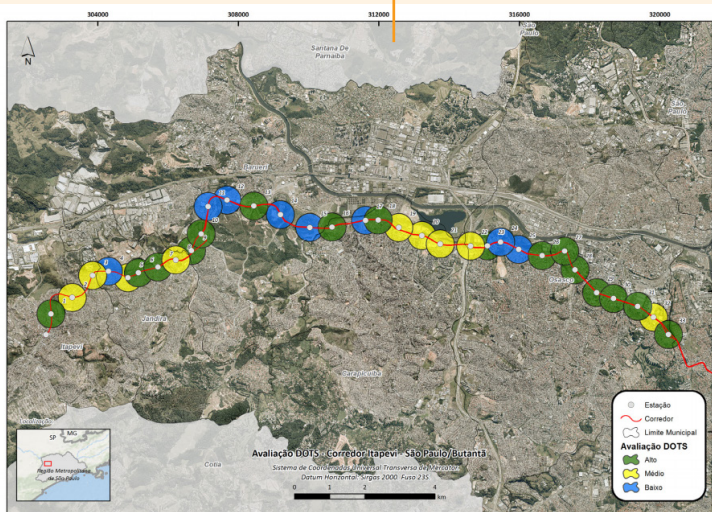 304000
308000
312000
316000
320000
N
Santana De
Parnaíba
São
Paulo
São
Paulo
Barueri
Jandira
Itapevi
Osasco
Carapicuíba
Cotia
Localização
SP
MG
Região Metropolitana
de São Paulo
Avaliação DOTS - Corredor Itapevi - São Paulo/Butantã
Sistema de Coordenadas Universal Transversa de Mercator.
Datum Horizontal: Sirgas 2000. Fuso 23S
0 1 2 4
km
Estação
Corredor
Limite Municipal
Avaliação DOTS
Alto
Médio
Baixo